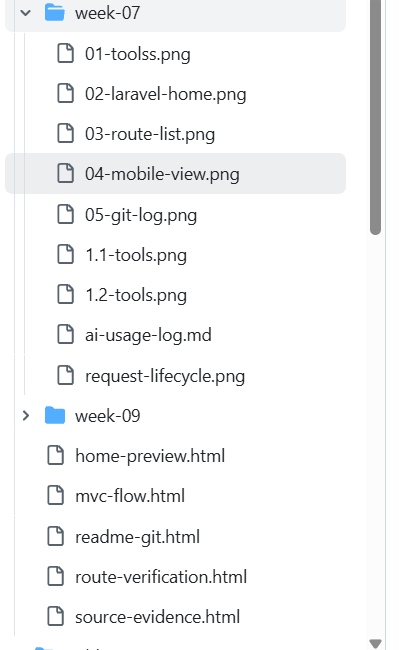 week-07
01-toolss.png
02-laravel-home.png
03-route-list.png
04-mobile-view.png
05-git-log.png
1.1-tools.png
1.2-tools.png
ai-usage-log.md
request-lifecycle.png
week-09
home-preview.html
mvc-flow.html
readme-git.html
route-verification.html
source-evidence.html